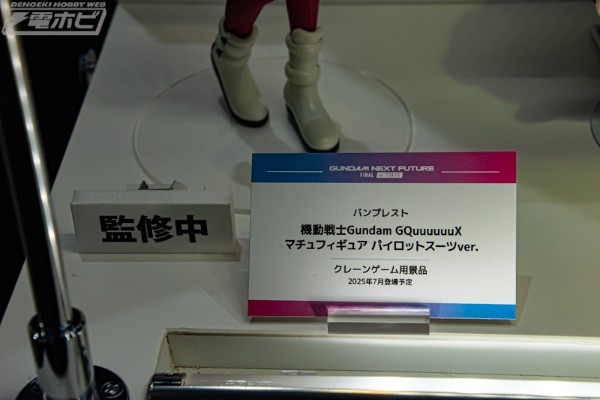 DENGEKI HOBBY WEB
電ホビ
監修中
GUNDAM NEXT FUTURE
FINAL in TOKYO
バンプレスト
機動戦士Gundam GQuuuuuuX
マチュフィギュア パイロットスーツver.
クレーンゲーム用景品
2025年7月登場予定